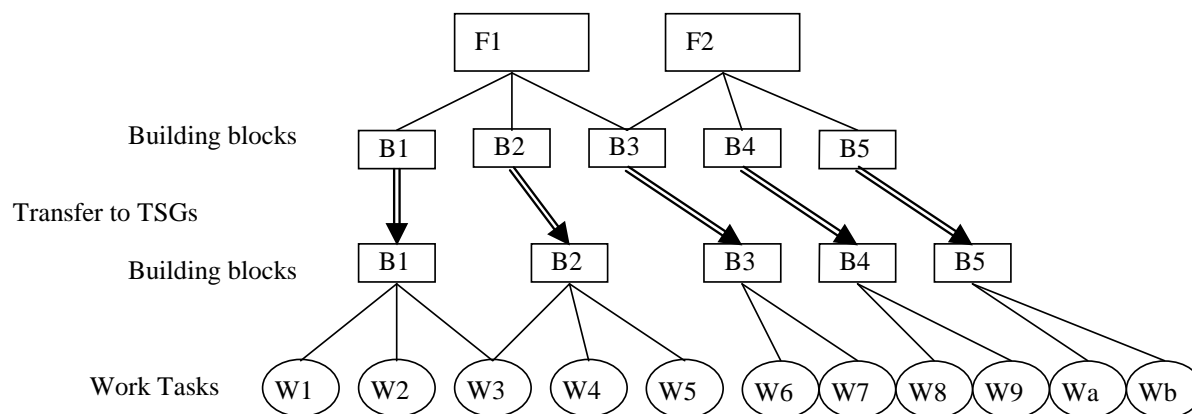 F1 F2
Building blocks B1 B2 B3 B4 B5
Transfer to TSGs
Building blocks B1 B2 B3 B4 B5
Work Tasks W1 W2 W3 W4 W5 W6 W7 W8 W9 Wa Wb